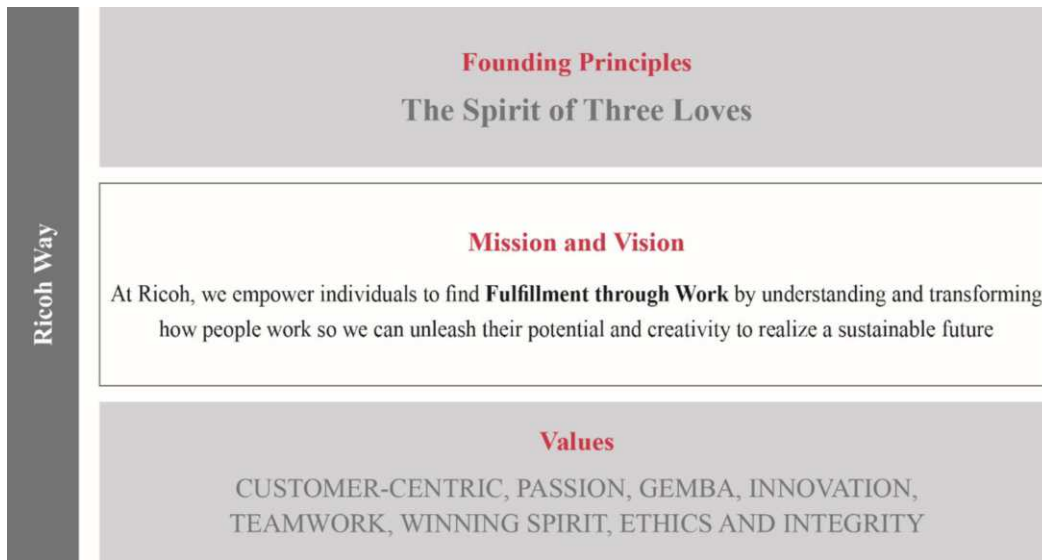 Ricoh Way
Founding Principles
The Spirit of Three Loves
Mission and Vision
At Ricoh, we empower individuals to find Fulfillment through Work by understanding and transforming
how people work so we can unleash their potential and creativity to realize a sustainable future
Values
CUSTOMER-CENTRIC, PASSION, GEMBA, INNOVATION,
TEAMWORK, WINNING SPIRIT, ETHICS AND INTEGRITY